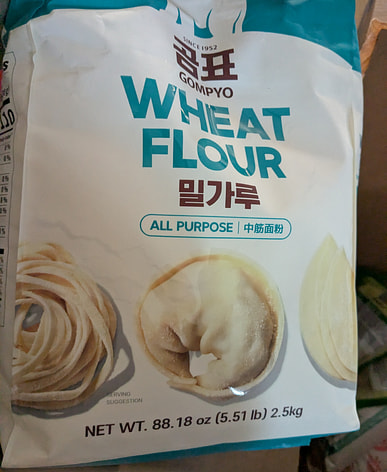 SINCE 1952
곰표
GOMPYO
WHEAT
FLOUR
밀가루
ALL PURPOSE | 中筋面粉
SERVING
SUGGESTION
NET WT. 88.18 oz (5.51 lb) 2.5kg